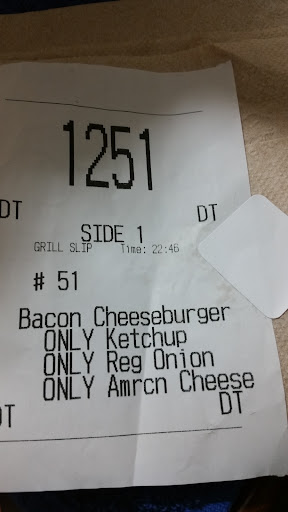 1251
DT DT
SIDE 1
GRILL SLIP Time: 22:46
# 51
Bacon Cheeseburger
ONLY Ketchup
ONLY Reg Onion
ONLY Amrcn Cheese
DT DT